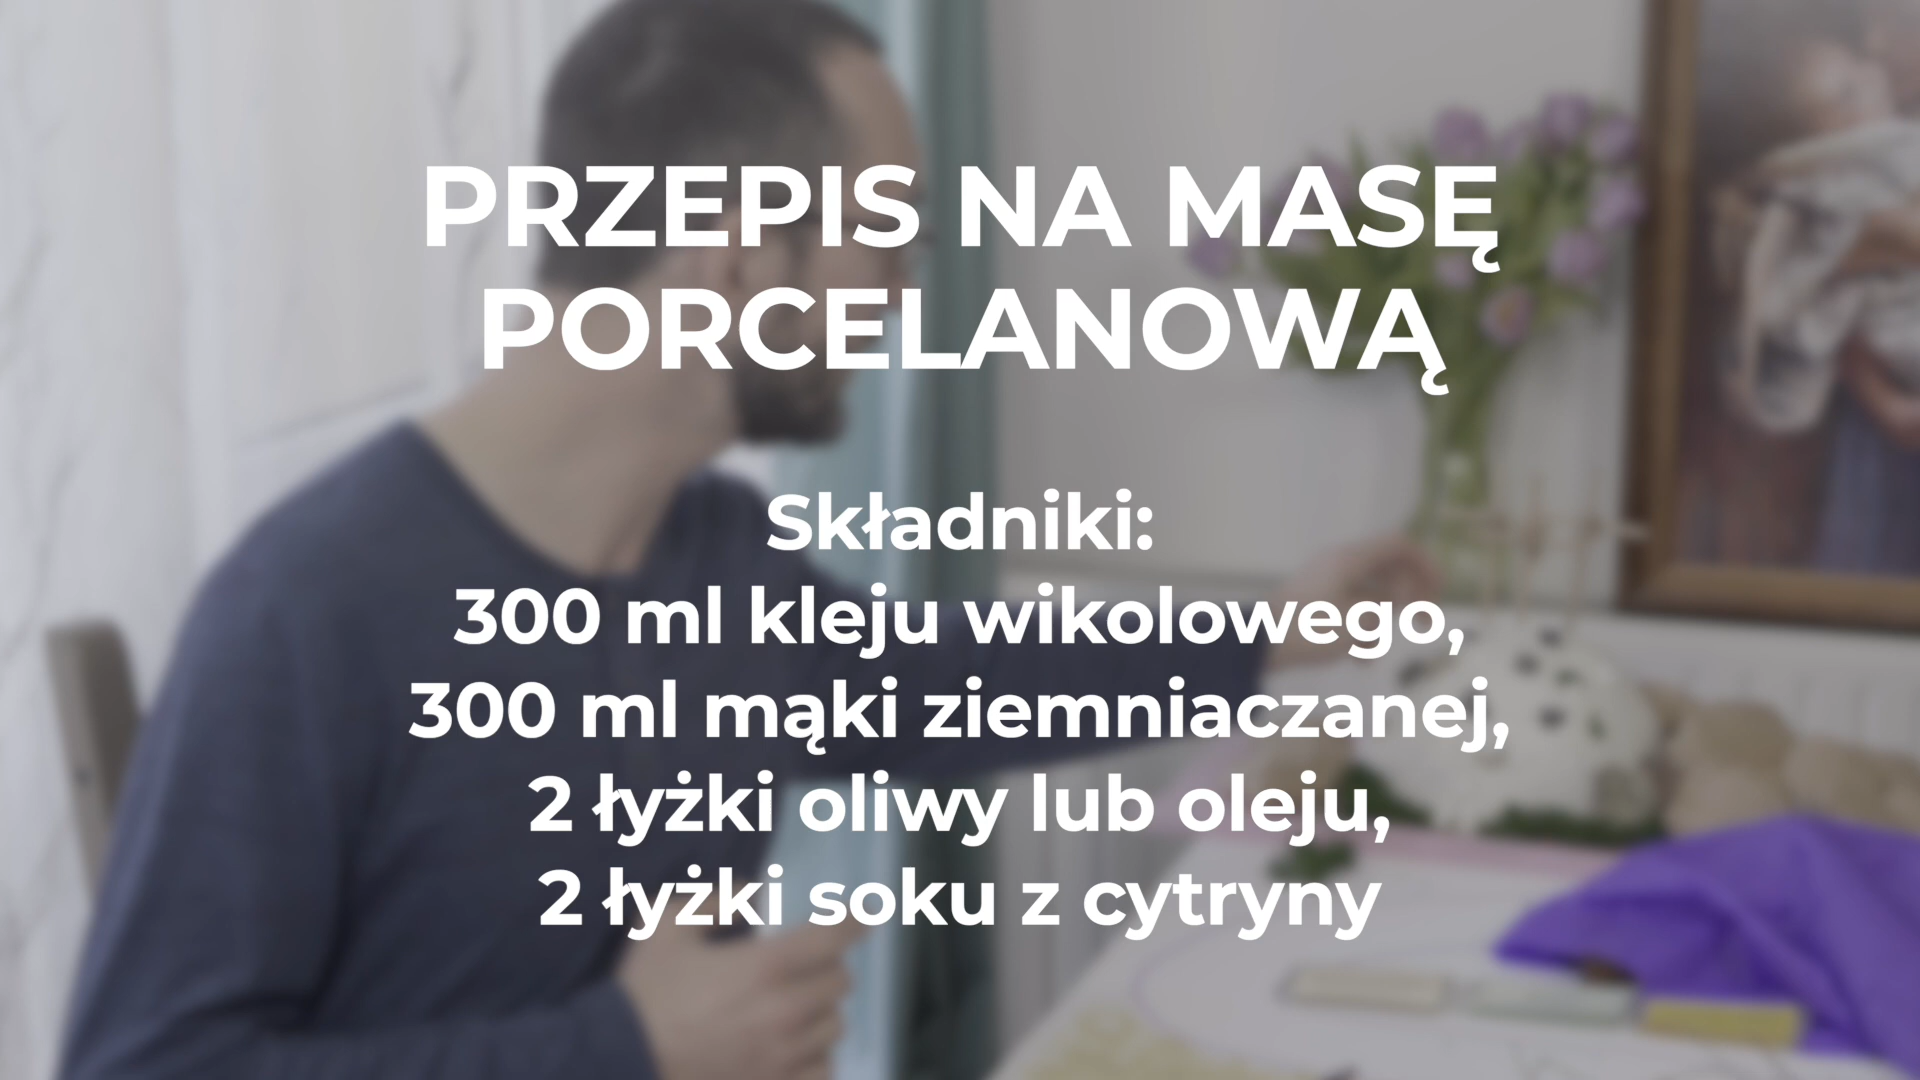 PRZEPIS NA MASĘ
PORCELANOWĄ
Składniki:
300 ml kleju wikolowego,
300 ml mąki ziemniaczanej,
2 łyżki oliwy lub oleju,
2 łyżki soku z cytryny